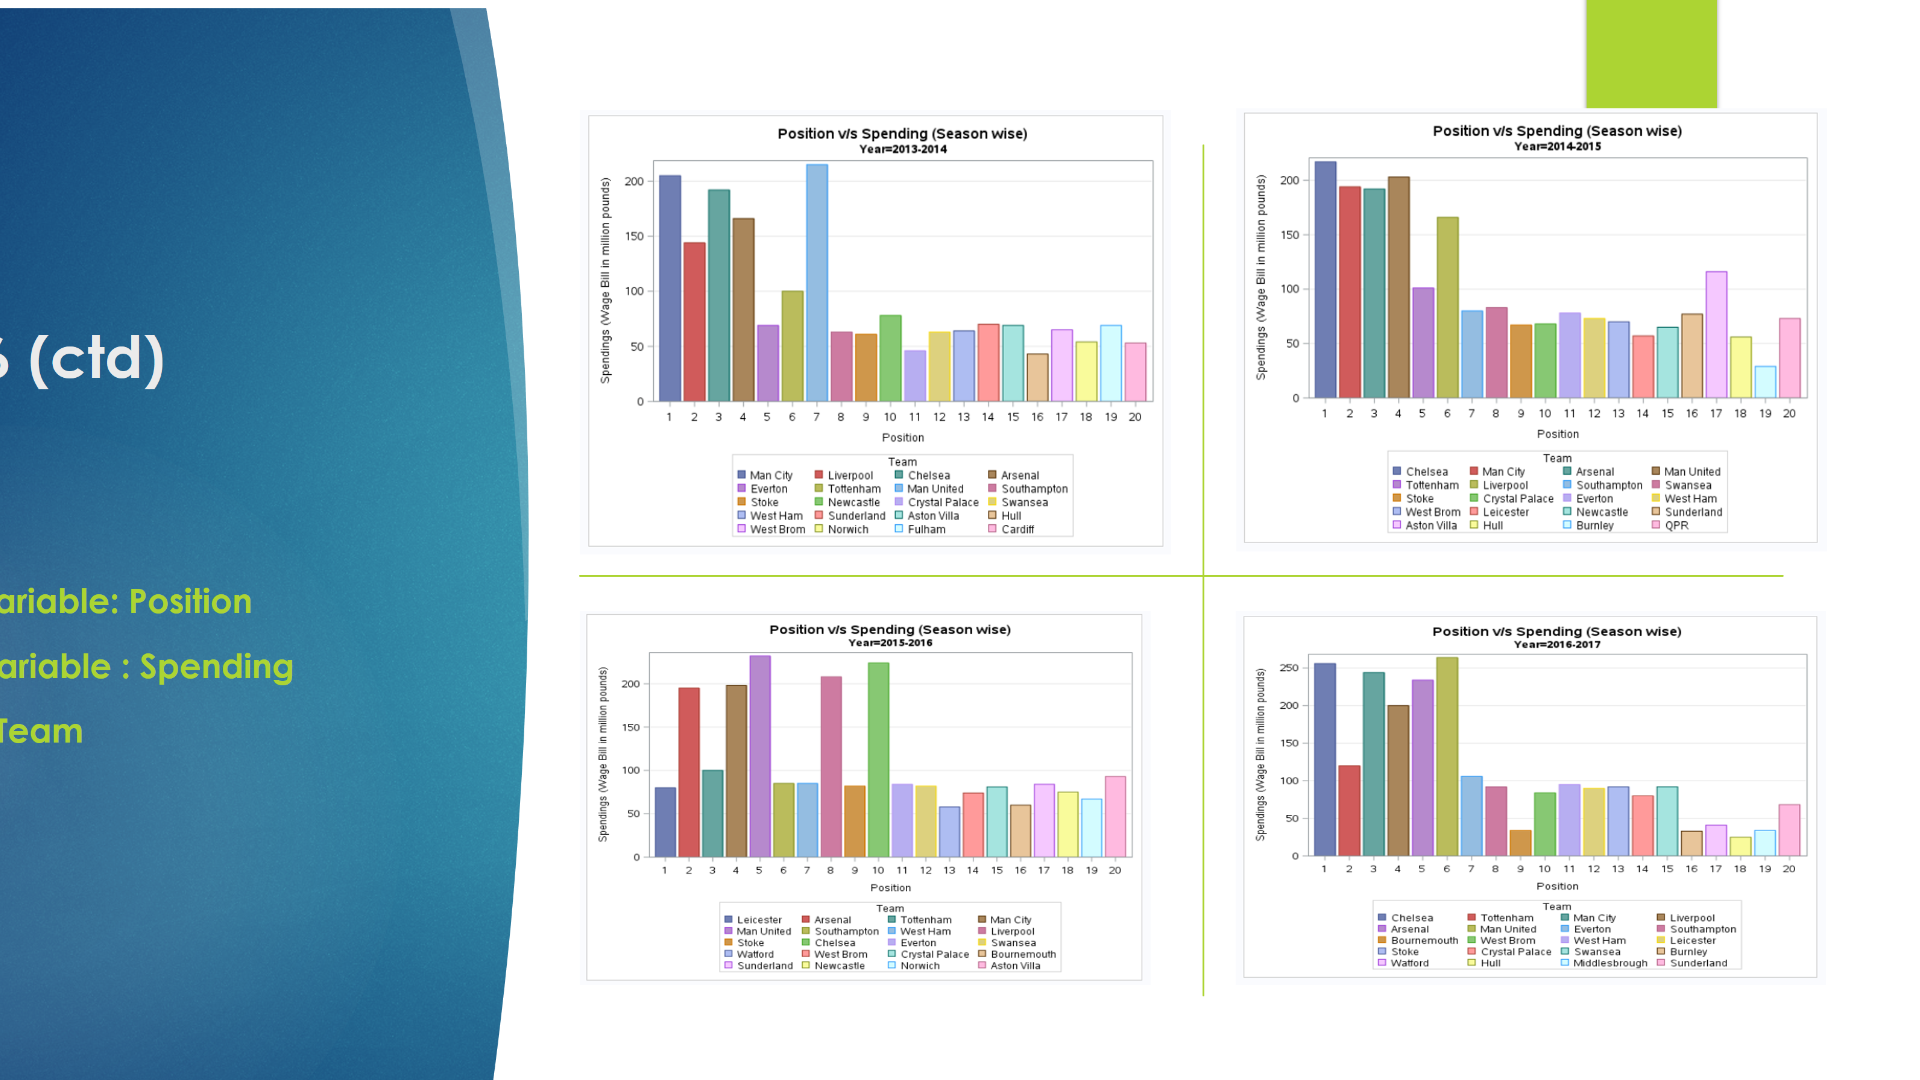 (ctd)
ariable: Position
ariable : Spending
Team
Position v/s Spending (Season wise)
Year=2013-2014
Spendings (Wage Bill in million pounds)
200
150
100
50
0
1 2 3 4 5 6 7 8 9 10 11 12 13 14 15 16 17 18 19 20
Position
Team
Man City Liverpool Chelsea Arsenal
Everton Tottenham Man United Southampton
Stoke Newcastle Crystal Palace Swansea
West Ham Sunderland Aston Villa Hull
West Brom Norwich Fulham Cardiff
Position v/s Spending (Season wise)
Year=2014-2015
Spendings (Wage Bill in million pounds)
200
150
100
50
0
1 2 3 4 5 6 7 8 9 10 11 12 13 14 15 16 17 18 19 20
Position
Team
Chelsea Man City Arsenal Man United
Tottenham Liverpool Southampton Swansea
Stoke Crystal Palace Everton West Ham
West Brom Leicester Newcastle Sunderland
Aston Villa Hull Burnley QPR
Position v/s Spending (Season wise)
Year=2015-2016
Spendings (Wage Bill in million pounds)
200
150
100
50
0
1 2 3 4 5 6 7 8 9 10 11 12 13 14 15 16 17 18 19 20
Position
Team
Leicester Arsenal Tottenham Man City
Man United Southampton West Ham Liverpool
Stoke Chelsea Everton Swansea
Watford West Brom Crystal Palace Bournemouth
Sunderland Newcastle Norwich Aston Villa
Position v/s Spending (Season wise)
Year=2016-2017
Spendings (Wage Bill in million pounds)
250
200
150
100
50
0
1 2 3 4 5 6 7 8 9 10 11 12 13 14 15 16 17 18 19 20
Position
Team
Chelsea Tottenham Man City Liverpool
Arsenal Man United Everton Southampton
Bournemouth West Brom West Ham Leicester
Stoke Crystal Palace Swansea Burnley
Watford Hull Middlesbrough Sunderland